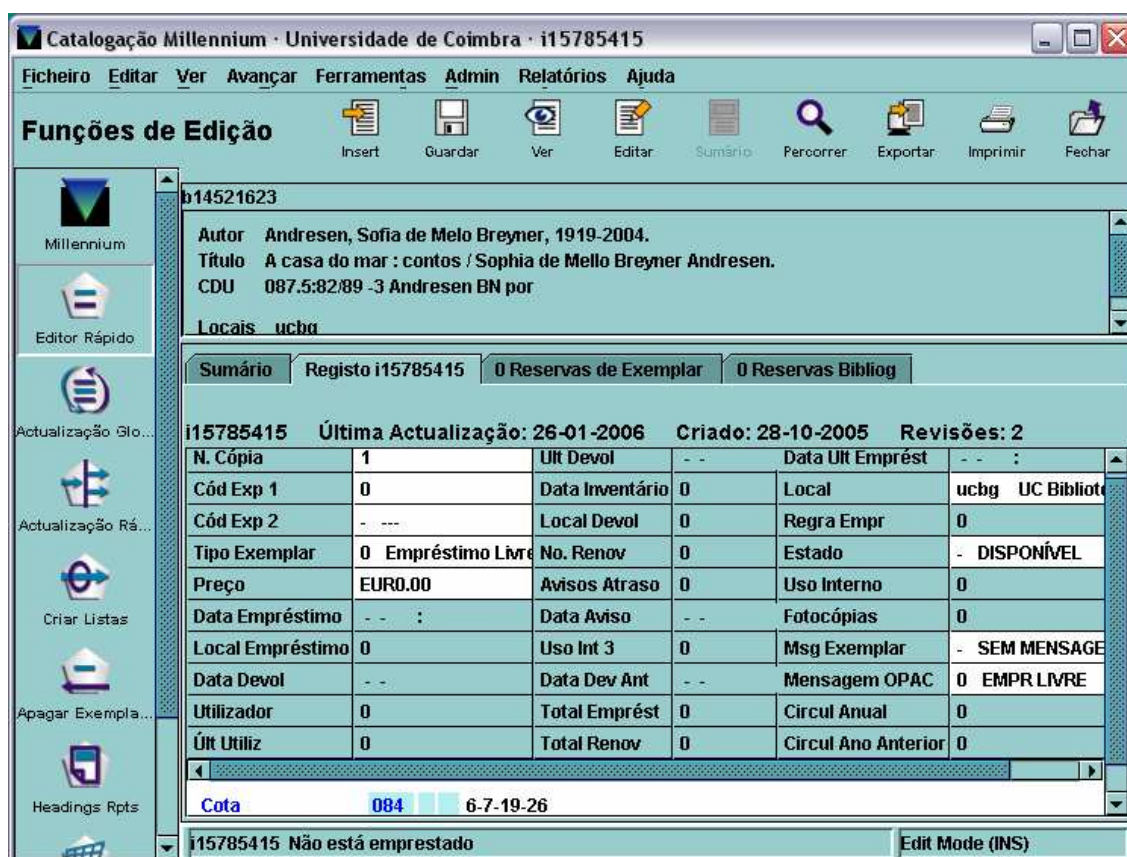 Catalogação Millennium · Universidade de Coimbra · i15785415
Ficheiro Editar Ver Avançar Ferramentas Admin Relatórios Ajuda
Funções de Edição
Insert Guardar Ver Editar Sumário Percorrer Exportar Imprimir Fechar
Millennium
Editor Rápido
Actualização Glo...
Actualização Rá...
Criar Listas
Apagar Exempla...
Headings Rpts
b14521623
Autor Andresen, Sofia de Melo Breyner, 1919-2004.
Título A casa do mar : contos / Sophia de Mello Breyner Andresen.
CDU 087.5:82/89 -3 Andresen BN por
Locais ucbg
Sumário Registo i15785415 0 Reservas de Exemplar 0 Reservas Bibliog
i15785415 Última Actualização: 26-01-2006 Criado: 28-10-2005 Revisões: 2
N. Cópia 1 Ult Devol - - Data Ult Emprést - - :
Cód Exp 1 0 Data Inventário 0 Local ucbg UC Bibliote
Cód Exp 2 - --- Local Devol 0 Regra Empr 0
Tipo Exemplar 0 Empréstimo Livre No. Renov 0 Estado - DISPONÍVEL
Preço EUR0.00 Avisos Atraso 0 Uso Interno 0
Data Empréstimo - - : Data Aviso - - Fotocópias 0
Local Empréstimo 0 Uso Int 3 0 Msg Exemplar - SEM MENSAGE
Data Devol - - Data Dev Ant - - Mensagem OPAC 0 EMPR LIVRE
Utilizador 0 Total Emprést 0 Circul Anual 0
Últ Utiliz 0 Total Renov 0 Circul Ano Anterior 0
Cota 084 6-7-19-26
i15785415 Não está emprestado Edit Mode (INS)